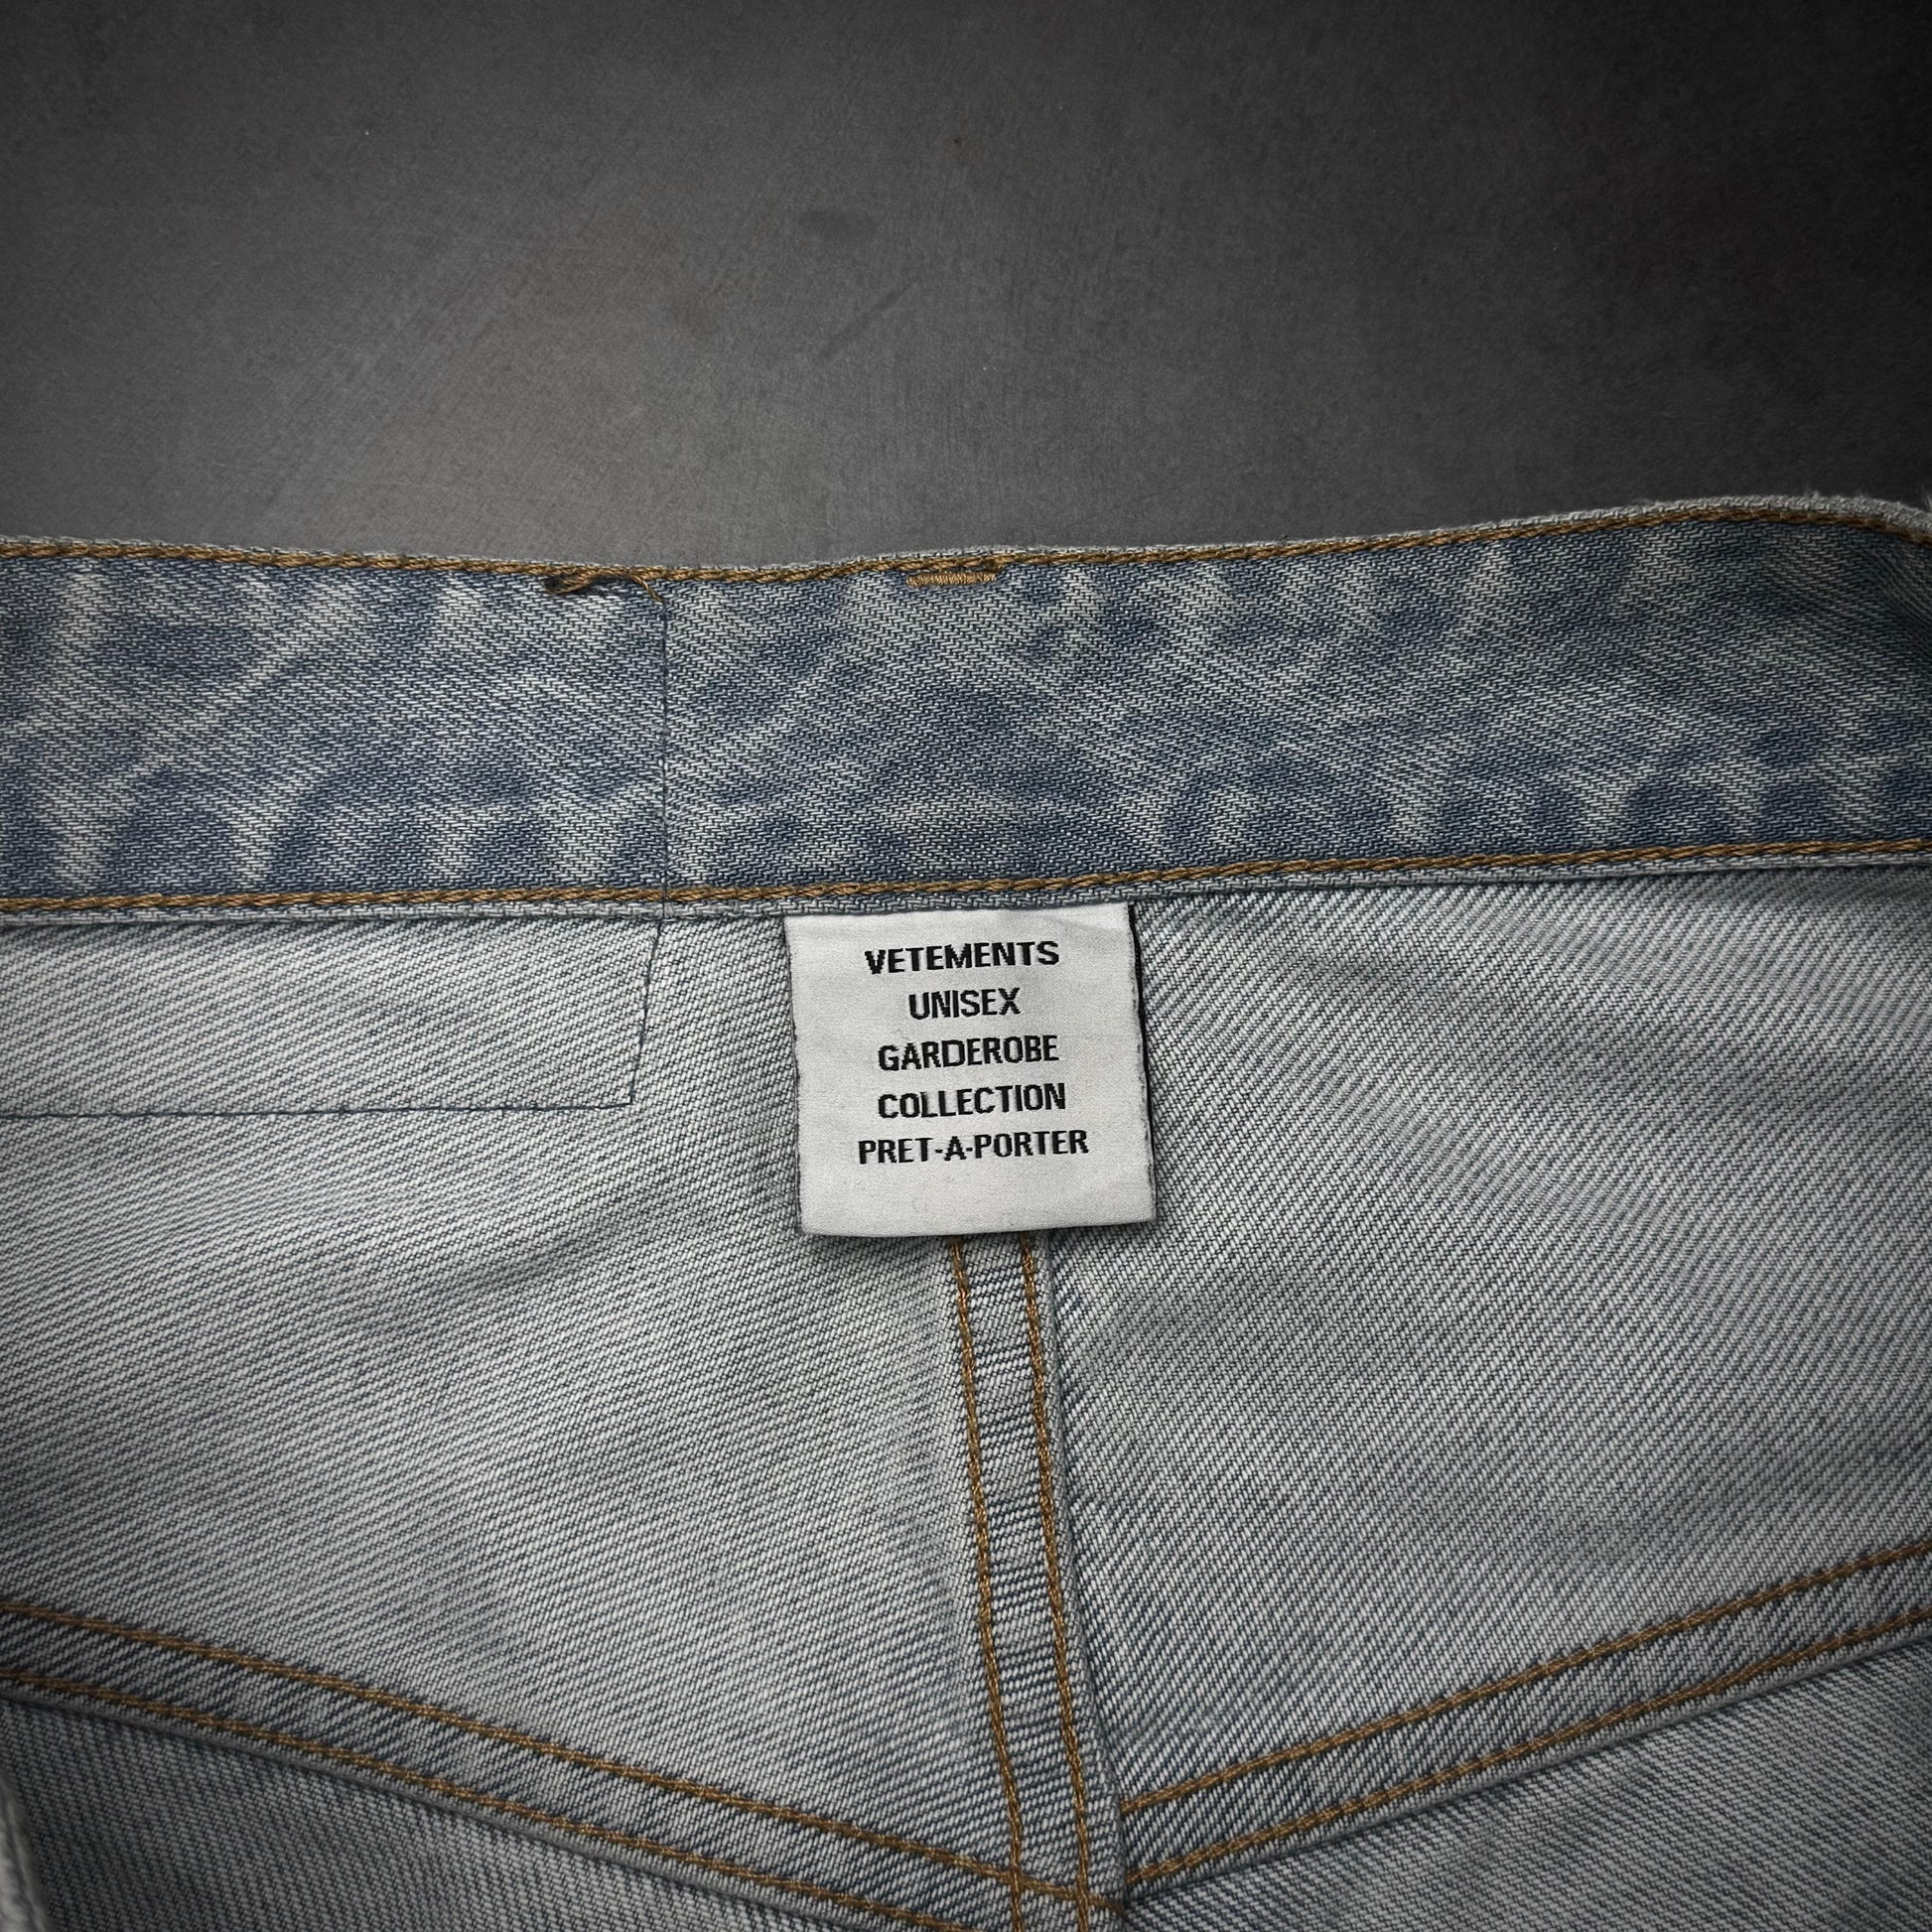 VETEMENTS
UNISEX
GARDEROBE
COLLECTION
PRET-A-PORTER